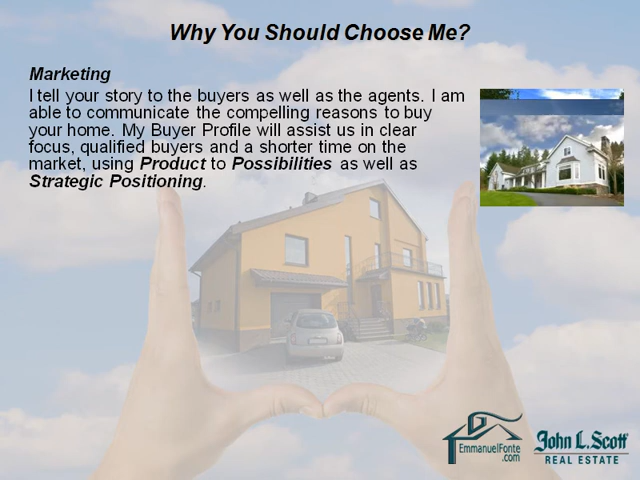 Why You Should Choose Me?
Marketing
I tell your story to the buyers as well as the agents. I am
able to communicate the compelling reasons to buy
your home. My Buyer Profile will assist us in clear
focus, qualified buyers and a shorter time on the
market, using Product to Possibilities as well as
Strategic Positioning.
EmmanuelFonte
.com
John L. Scott
REAL ESTATE